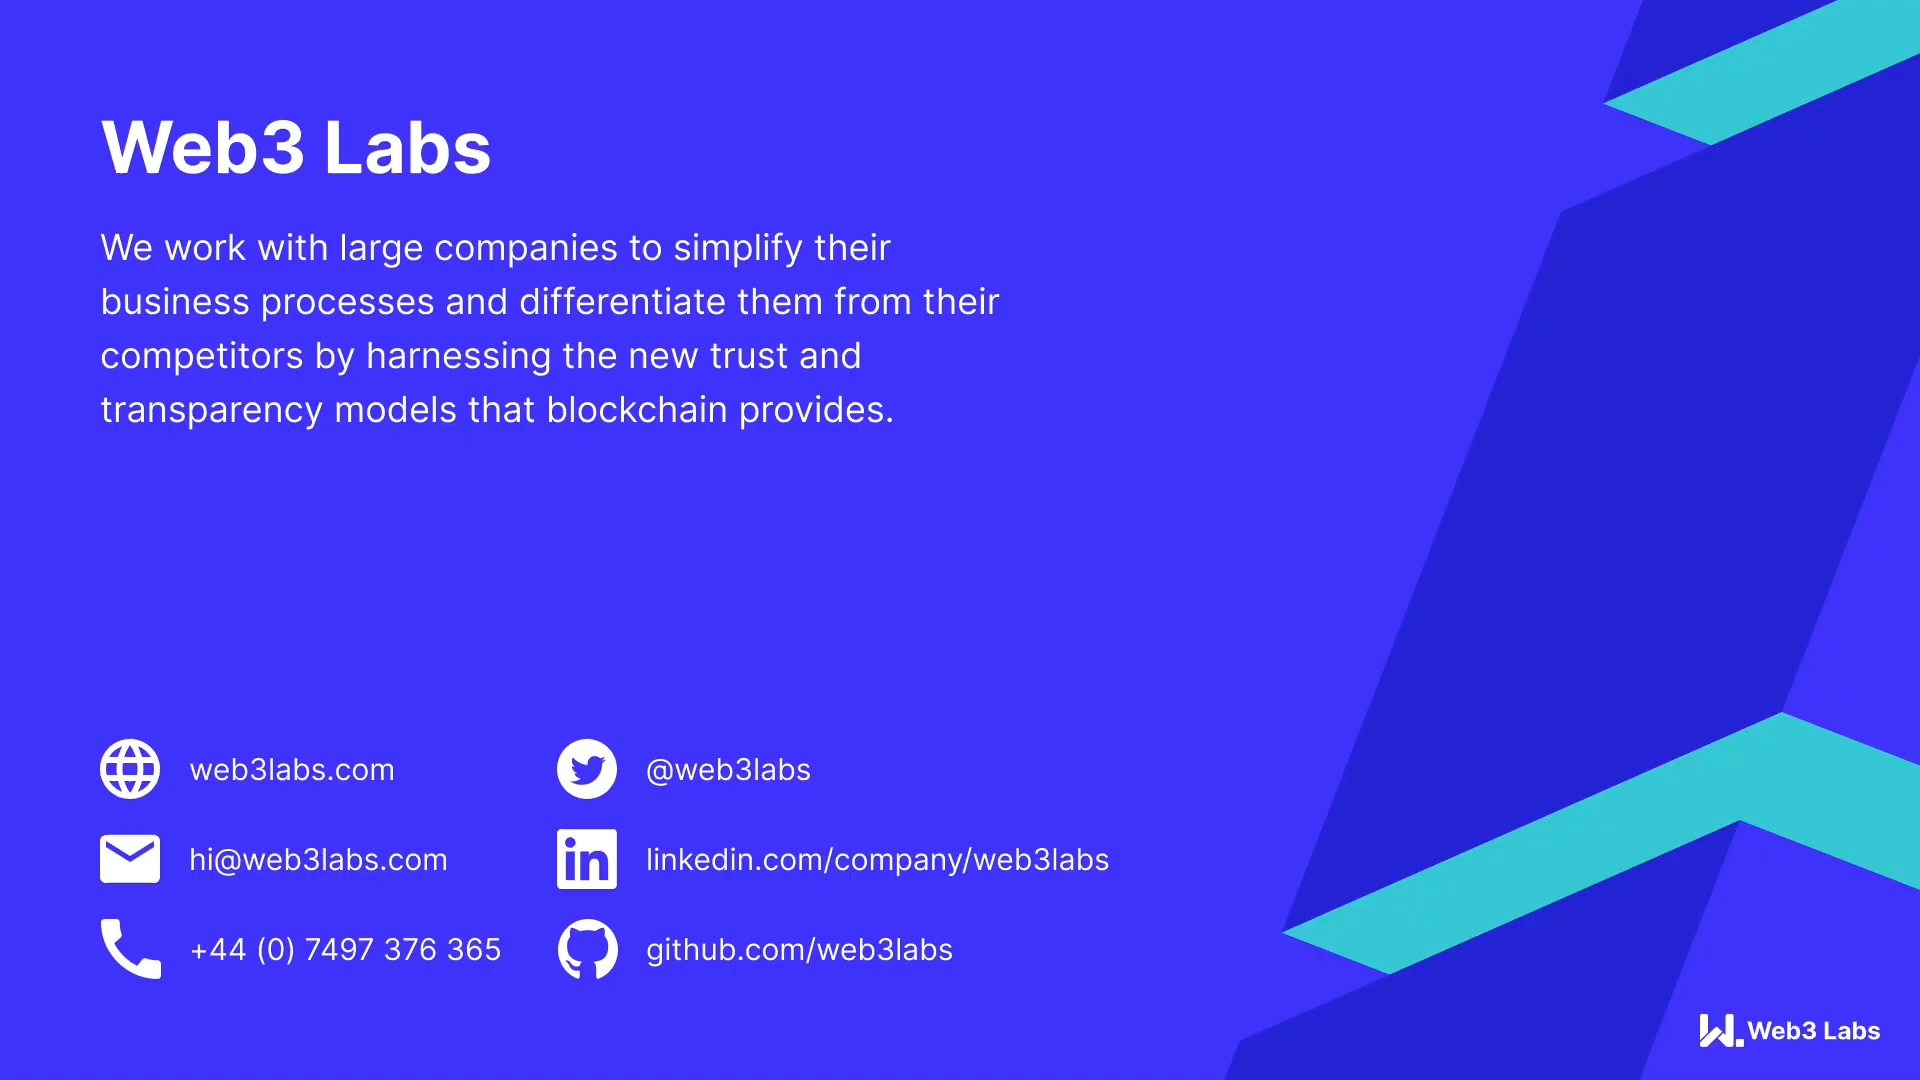 Web3 Labs
We work with large companies to simplify their
business processes and differentiate them from their
competitors by harnessing the new trust and
transparency models that blockchain provides.
web3labs.com
@web3labs
hi@web3labs.com
linkedin.com/company/web3labs
+44 (0) 7497 376 365
github.com/web3labs
Web3 Labs